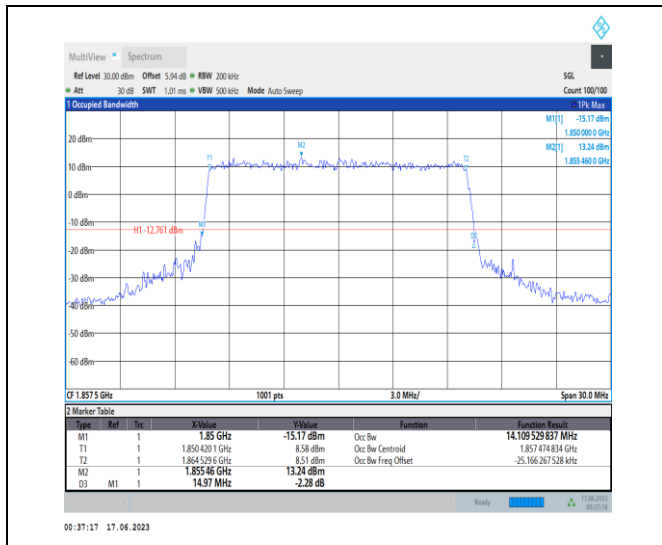 MultiView Spectrum
Ref Level 30.00 dBm Offset 5.94 dB RBW 200 kHz SGL
Att 30 dB SWT 1.01 ms VBW 500 kHz Mode Auto Sweep Count 100/100
1 Occupied Bandwidth 1Pk Max
M1[1] -15.17 dBm
1.850 000 0 GHz
M2[1] 13.24 dBm
1.855 460 0 GHz
20 dBm
M2
T1 T2
10 dBm
0 dBm
-10 dBm
M1
H1 -12.761 dBm
D3
-20 dBm
-30 dBm
-40 dBm
-50 dBm
-60 dBm
CF 1.857 5 GHz 1001 pts 3.0 MHz/ Span 30.0 MHz
2 Marker Table
Type Ref Trc X-Value Y-Value Function Function Result
M1 1 1.85 GHz -15.17 dBm Occ Bw 14.109 529 837 MHz
T1 1 1.850 420 1 GHz 8.58 dBm Occ Bw Centroid 1.857 474 834 GHz
T2 1 1.864 529 6 GHz 8.51 dBm Occ Bw Freq Offset -25.166 267 528 kHz
M2 1 1.855 46 GHz 13.24 dBm
D3 M1 1 14.97 MHz -2.28 dB
Ready 17.06.2023
00:37:16
00:37:17 17.06.2023